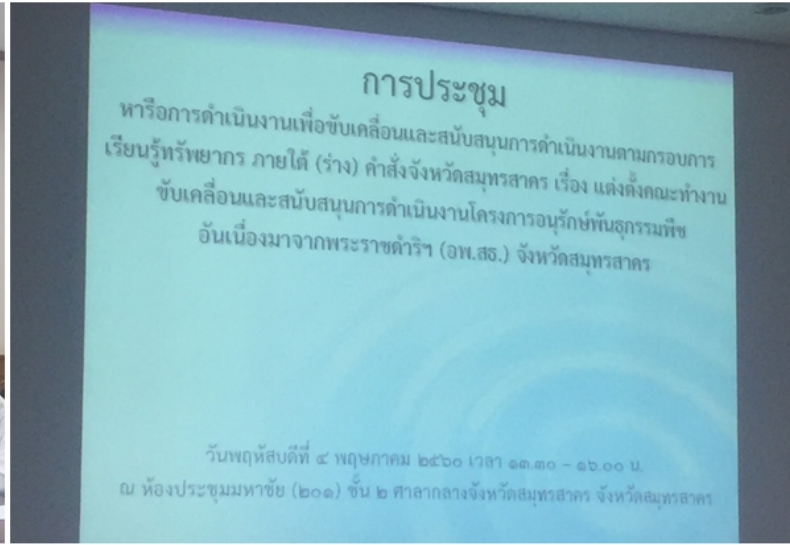 การประชุม
หารือการดำเนินงานเพื่อขับเคลื่อนและสนับสนุนการดำเนินงานตามกรอบการ
เรียนรู้ทรัพยากร ภายใต้ (ร่าง) คำสั่งจังหวัดสมุทรสาคร เรื่อง แต่งตั้งคณะทำงาน
ขับเคลื่อนและสนับสนุนการดำเนินงานโครงการอนุรักษ์พันธุกรรมพืช
อันเนื่องมาจากพระราชดำริฯ (อพ.สธ.) จังหวัดสมุทรสาคร
วันพฤหัสบดีที่ ๔ พฤษภาคม ๒๕๖๐ เวลา ๑๓.๓๐ - ๑๖.๐๐ น.
ณ ห้องประชุมมหาชัย (๒๐๑) ชั้น ๒ ศาลากลางจังหวัดสมุทรสาคร จังหวัดสมุทรสาคร